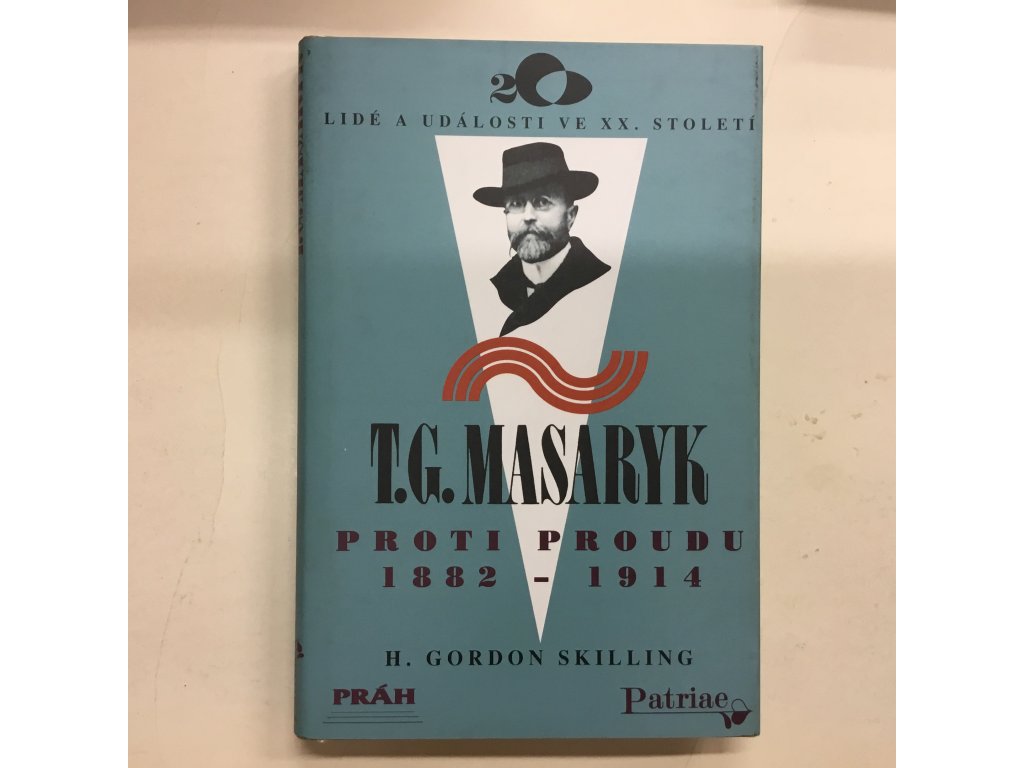 20
LIDÉ A UDÁLOSTI VE XX. STOLETÍ
T.G. MASARYK
PROTI PROUDU
1882 - 1914
H. GORDON SKILLING
PRÁH
Patriae